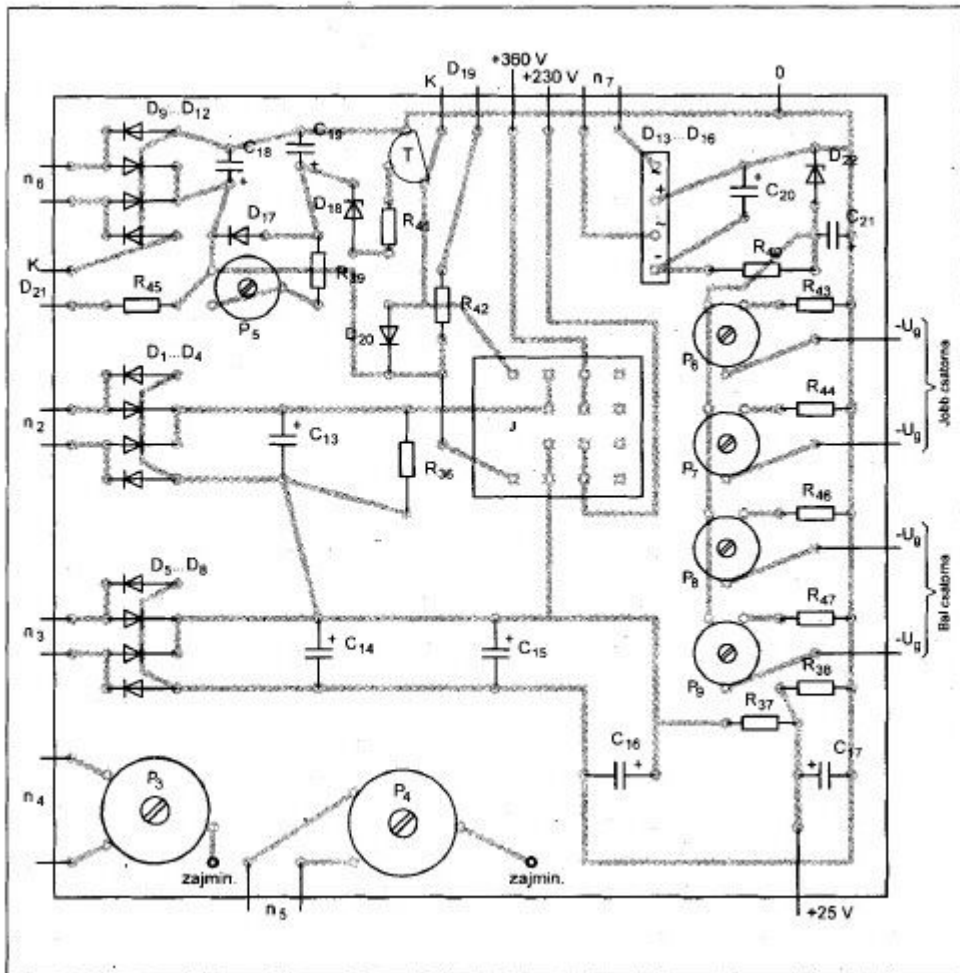 +360 V
K D19 +230 V n7 0
D9...D12
C18
C19
T
D13...D16
D22
n6
+
+
+
+
C20
D17
D18
R41
~
C21
K
D21
R45
R39
P5
D20
R42
R40
-
+
R43
P6
-Ug
D1...D4
n2
+
C13
R36
J
R44
P7
-Ug
Jobb csatorna
R46
P8
-Ug
D5...D8
n3
+
C14
+
C15
R47
P9
-Ug
Bal csatorna
R38
R37
C16
+
+
C17
n4
P3
P4
zajmin.
zajmin.
n5
+25 V